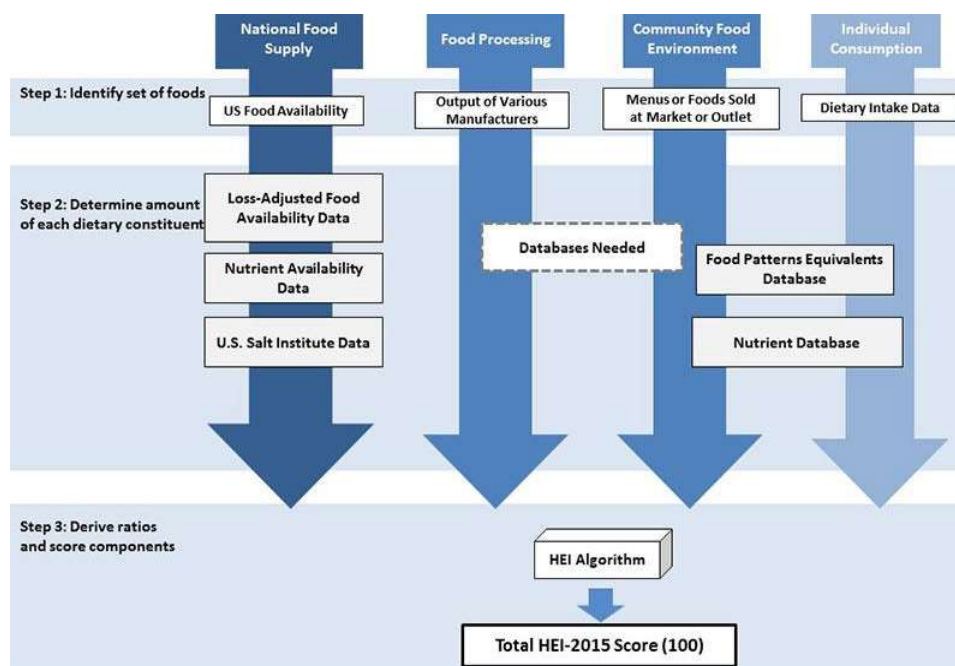 National Food
Supply
Food Processing
Community Food
Environment
Individual
Consumption
Step 1: Identify set of foods
US Food Availability
Output of Various
Manufacturers
Menus or Foods Sold
at Market or Outlet
Dietary Intake Data
Step 2: Determine amount
of each dietary constituent
Loss-Adjusted Food
Availability Data
Databases Needed
Food Patterns Equivalents
Database
Nutrient Availability
Data
U.S. Salt Institute Data
Nutrient Database
Step 3: Derive ratios
and score components
HEI Algorithm
Total HEI-2015 Score (100)